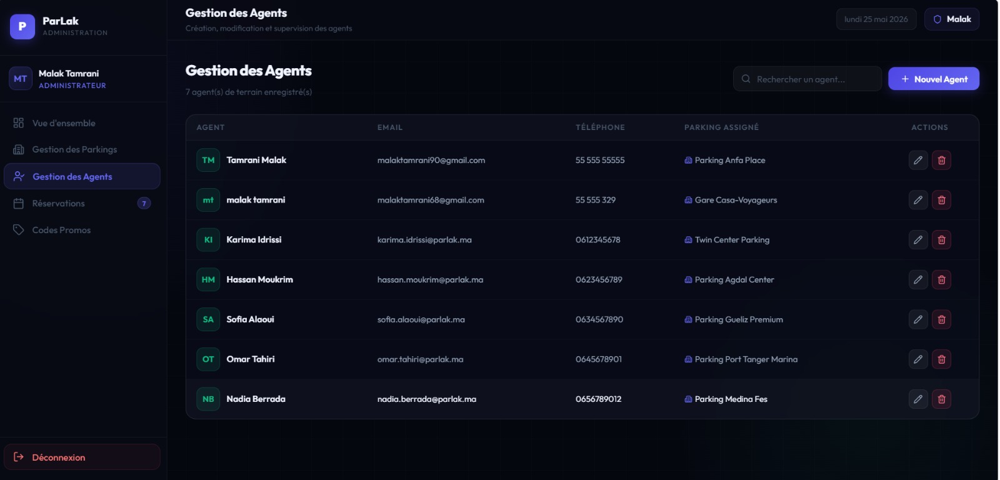 P ParLak
ADMINISTRATION
MT Malak Tamrani
ADMINISTRATEUR
Vue d'ensemble
Gestion des Parkings
Gestion des Agents
Réservations 7
Codes Promos
Déconnexion
Gestion des Agents
Création, modification et supervision des agents
lundi 25 mai 2026
Malak
Gestion des Agents
7 agent(s) de terrain enregistré(s)
Rechercher un agent...
+ Nouvel Agent
AGENT EMAIL TÉLÉPHONE PARKING ASSIGNÉ ACTIONS
TM Tamrani Malak malaktamrani90@gmail.com 55 555 55555 Parking Anfa Place
mt malak tamrani malaktamrani68@gmail.com 55 555 329 Gare Casa-Voyageurs
KI Karima Idrissi karima.idrissi@parlak.ma 0612345678 Twin Center Parking
HM Hassan Moukrim hassan.moukrim@parlak.ma 0623456789 Parking Agdal Center
SA Sofia Alaoui sofia.alaoui@parlak.ma 0634567890 Parking Gueliz Premium
OT Omar Tahiri omar.tahiri@parlak.ma 0645678901 Parking Port Tanger Marina
NB Nadia Berrada nadia.berrada@parlak.ma 0656789012 Parking Medina Fes